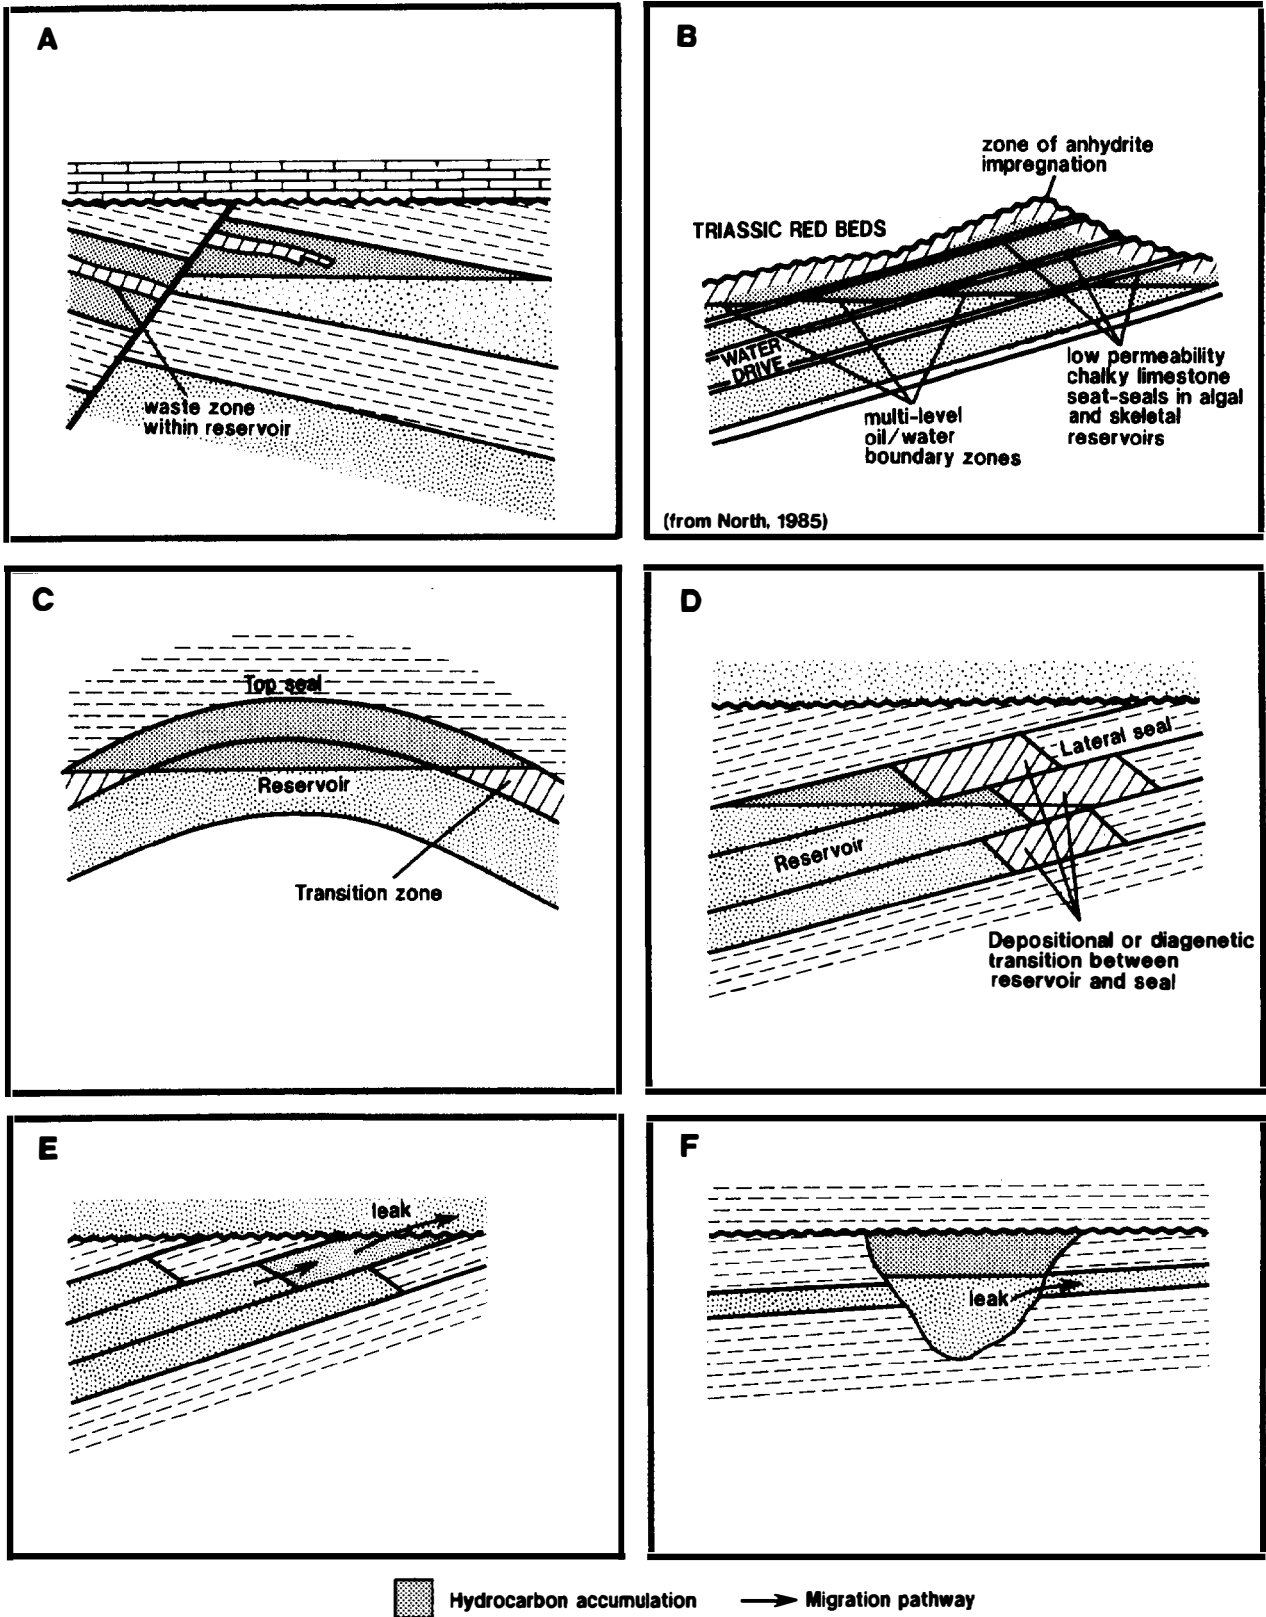 A
waste zone
within reservoir
B
zone of anhydrite
impregnation
TRIASSIC RED BEDS
WATER
DRIVE
multi-level
oil/water
boundary zones
low permeability
chalky limestone
seat-seals in algal
and skeletal
reservoirs
(from North, 1985)
C
Top seal
Reservoir
Transition zone
D
Lateral seal
Reservoir
Depositional or diagenetic
transition between
reservoir and seal
E
leak
F
leak
Hydrocarbon accumulation
Migration pathway